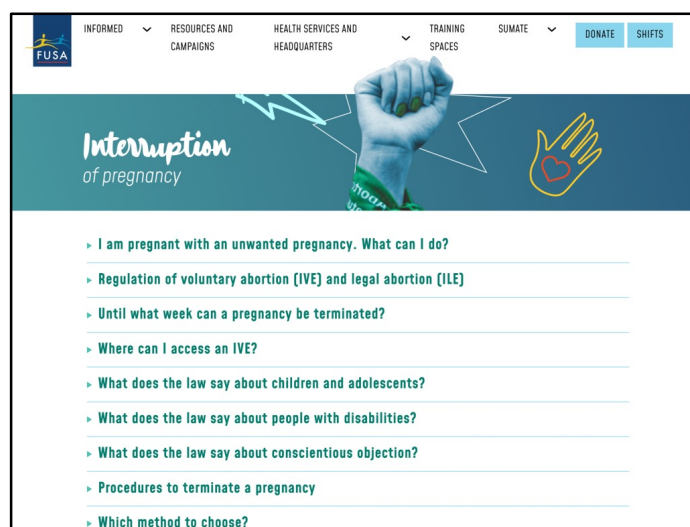 FUSA
INFORMED
RESOURCES AND
CAMPAIGNS
HEALTH SERVICES AND
HEADQUARTERS
TRAINING
SPACES
SUMATE
DONATE
SHIFTS
Interruption
of pregnancy
I am pregnant with an unwanted pregnancy. What can I do?
Regulation of voluntary abortion (IVE) and legal abortion (ILE)
Until what week can a pregnancy be terminated?
Where can I access an IVE?
What does the law say about children and adolescents?
What does the law say about people with disabilities?
What does the law say about conscientious objection?
Procedures to terminate a pregnancy
Which method to choose?